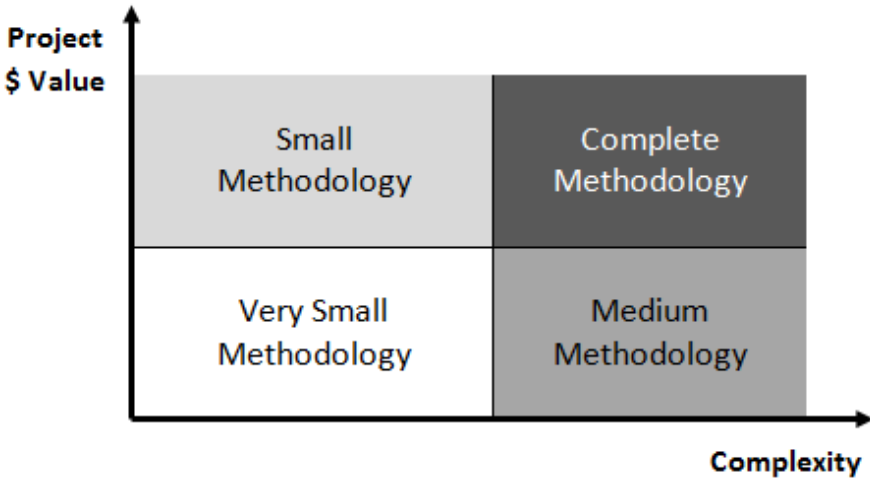 Project
$ Value
Small
Methodology
Complete
Methodology
Very Small
Methodology
Medium
Methodology
Complexity